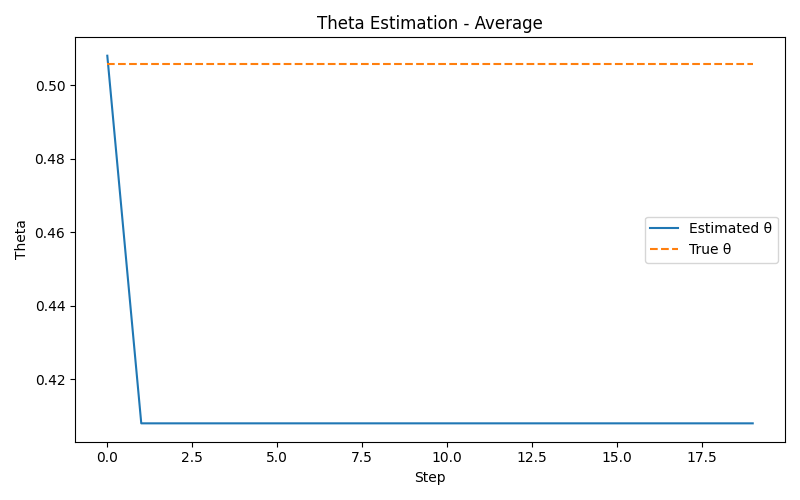 Theta Estimation - Average
Theta
0.50
0.48
0.46
0.44
0.42
Estimated θ
True θ
0.0 2.5 5.0 7.5 10.0 12.5 15.0 17.5
Step